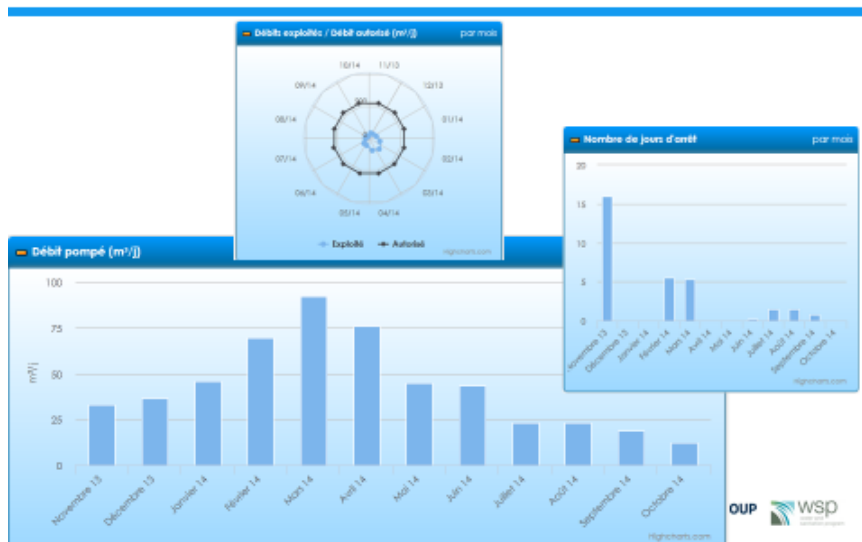 Débits exploités / Débit autorisé (m³/j) par mois
10/14 11/13
09/14 12/13
08/14 01/14
07/14 02/14
06/14 03/14
05/14 04/14
Exploité Autorisé
highcharts.com
Nombre de jours d'arrêt par mois
20
15
10
5
0
Novembre 13
Décembre 13
Janvier 14
Février 14
Mars 14
Avril 14
Mai 14
Juin 14
Juillet 14
Août 14
Septembre 14
Octobre 14
highcharts.com
Débit pompé (m³/j)
100
75
50
25
0
m³/j
Novembre 13
Décembre 13
Janvier 14
Février 14
Mars 14
Avril 14
Mai 14
Juin 14
Juillet 14
Août 14
Septembre 14
Octobre 14
highcharts.com
OUP
wsp
water and sanitation program